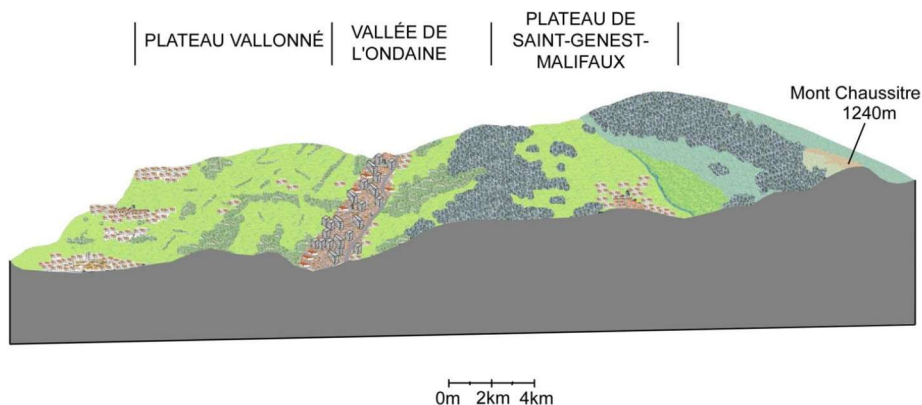 PLATEAU VALLONNÉ
VALLÉE DE
L'ONDAINE
PLATEAU DE
SAINT-GENEST-
MALIFAUX
Mont Chaussitre
1240m
0m 2km 4km